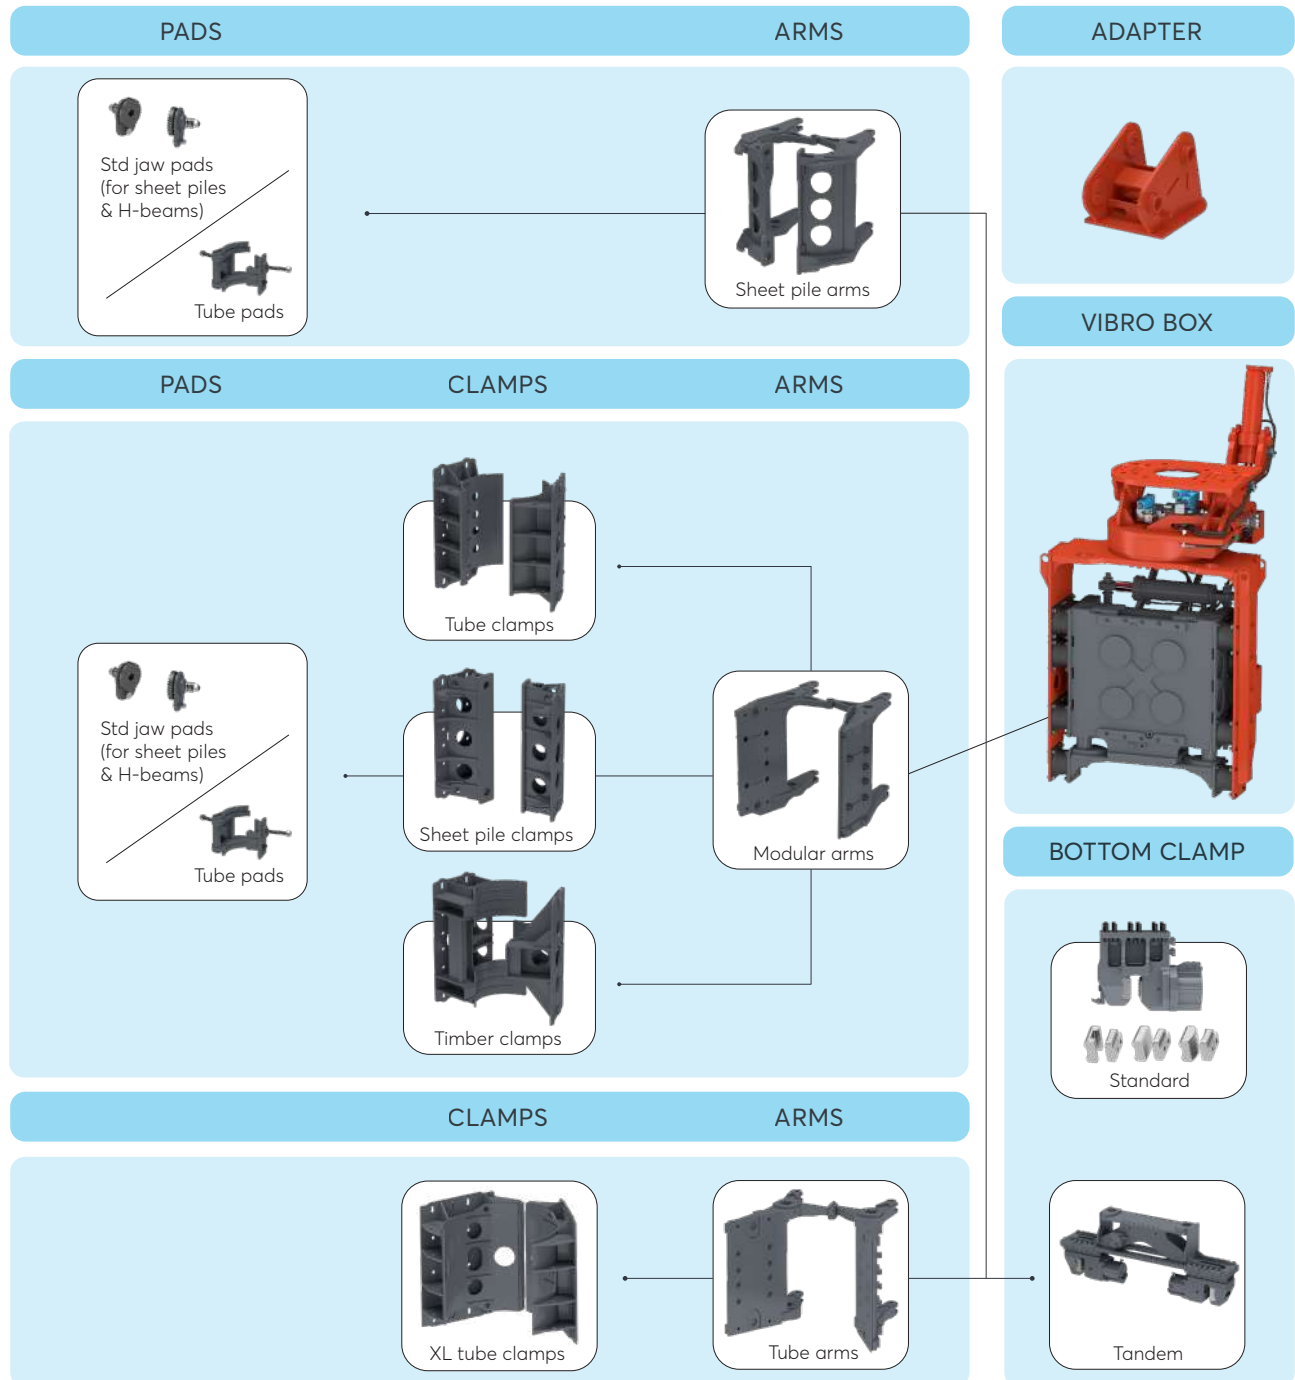 PADS
ARMS
ADAPTER
Std jaw pads
(for sheet piles
& H-beams)
Tube pads
Sheet pile arms
VIBRO BOX
PADS
CLAMPS
ARMS
Tube clamps
Std jaw pads
(for sheet piles
& H-beams)
Tube pads
Sheet pile clamps
Modular arms
Timber clamps
BOTTOM CLAMP
Standard
CLAMPS
ARMS
XL tube clamps
Tube arms
Tandem